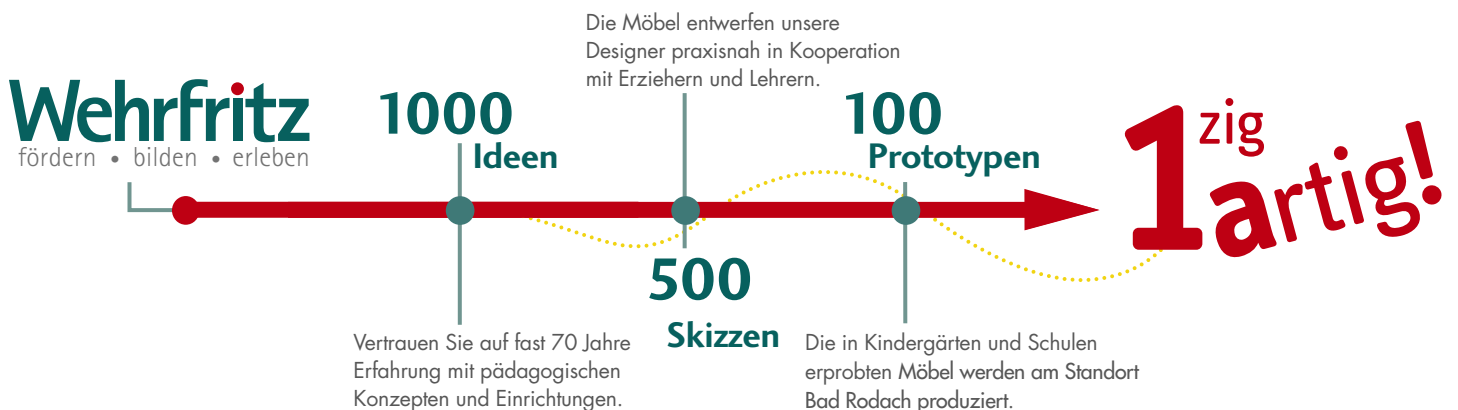 Wehrfritz
fördern • bilden • erleben
1000
Ideen
Vertrauen Sie auf fast 70 Jahre
Erfahrung mit pädagogischen
Konzepten und Einrichtungen.
Die Möbel entwerfen unsere
Designer praxisnah in Kooperation
mit Erziehern und Lehrern.
500
Skizzen
100
Prototypen
Die in Kindergärten und Schulen
erprobten Möbel werden am Standort
Bad Rodach produziert.
1zig
artig!